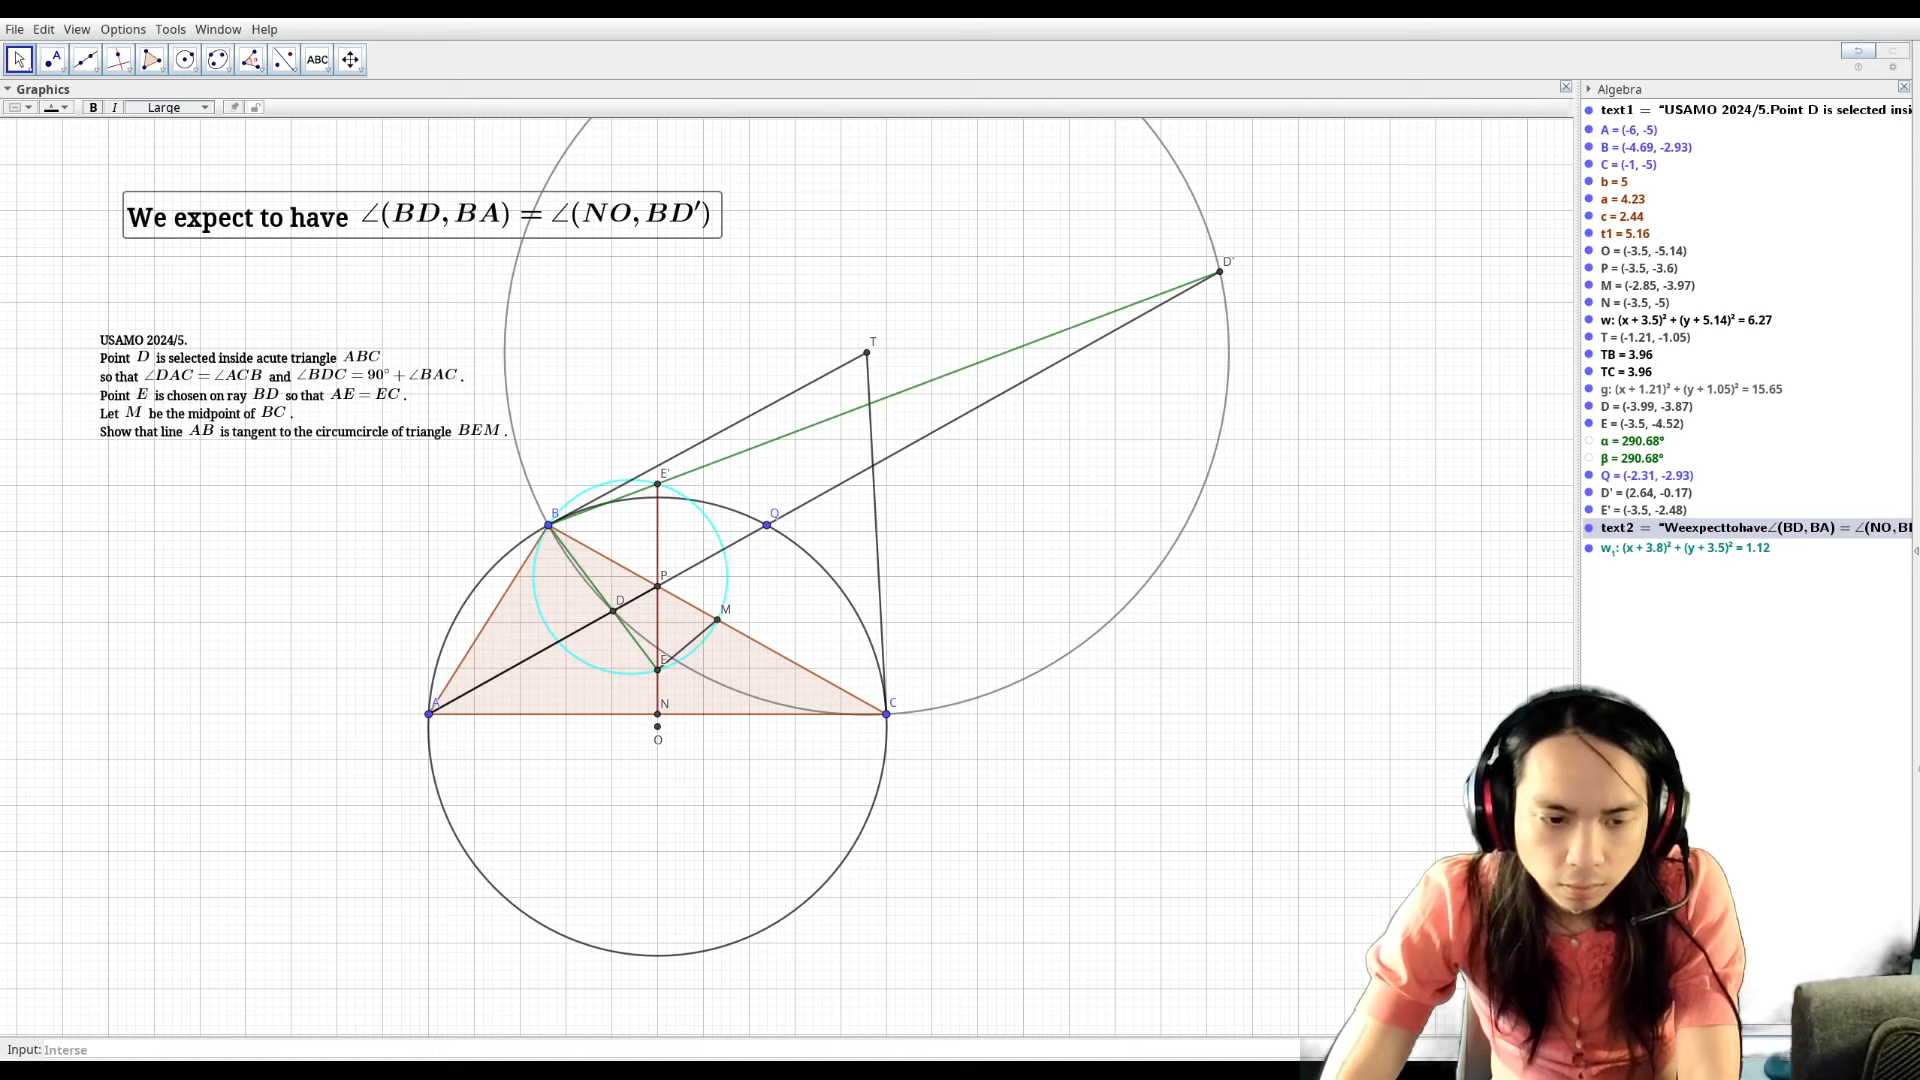 File Edit View Options Tools Window Help
ABC
Graphics
B I Large
Algebra
We expect to have ∠(BD, BA) = ∠(NO, BD′)
USAMO 2024/5.
Point D is selected inside acute triangle ABC
so that ∠DAC = ∠ACB and ∠BDC = 90° + ∠BAC .
Point E is chosen on ray BD so that AE = EC .
Let M be the midpoint of BC .
Show that line AB is tangent to the circumcircle of triangle BEM .
D'
T
E'
B
Q
P
D
M
E
A
N
C
O
text1 = “USAMO 2024/5.Point D is selected insi
A = (-6, -5)
B = (-4.69, -2.93)
C = (-1, -5)
b = 5
a = 4.23
c = 2.44
t1 = 5.16
O = (-3.5, -5.14)
P = (-3.5, -3.6)
M = (-2.85, -3.97)
N = (-3.5, -5)
w: (x + 3.5)² + (y + 5.14)² = 6.27
T = (-1.21, -1.05)
TB = 3.96
TC = 3.96
g: (x + 1.21)² + (y + 1.05)² = 15.65
D = (-3.99, -3.87)
E = (-3.5, -4.52)
α = 290.68°
β = 290.68°
Q = (-2.31, -2.93)
D' = (2.64, -0.17)
E' = (-3.5, -2.48)
text2 = “Weexpecttohave∠(BD, BA) = ∠(NO, BI
w₁: (x + 3.8)² + (y + 3.5)² = 1.12
Input: Interse